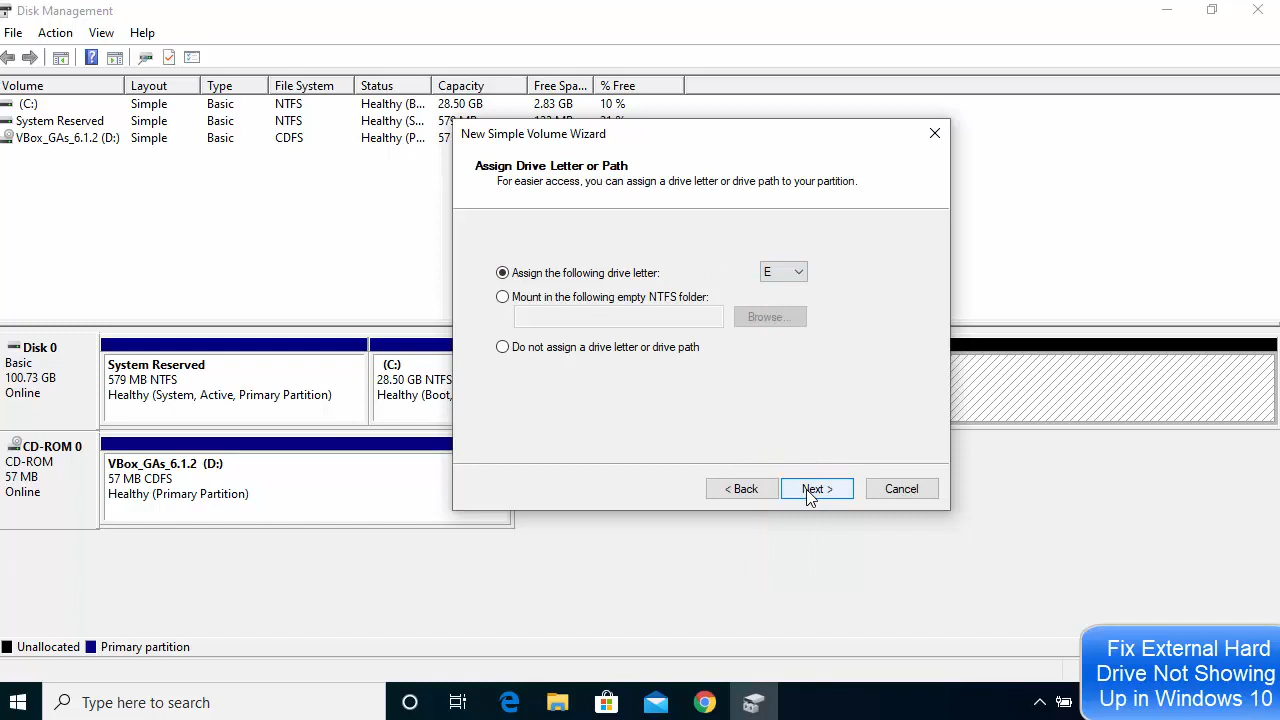 Disk Management
File Action View Help
Volume Layout Type File System Status Capacity Free Spa... % Free
(C:) Simple Basic NTFS Healthy (B... 28.50 GB 2.83 GB 10 %
System Reserved Simple Basic NTFS Healthy (S...
VBox_GAs_6.1.2 (D:) Simple Basic CDFS Healthy (P...
New Simple Volume Wizard
Assign Drive Letter or Path
For easier access, you can assign a drive letter or drive path to your partition.
Assign the following drive letter: E
Mount in the following empty NTFS folder:
Browse...
Do not assign a drive letter or drive path
< Back Next > Cancel
Disk 0
Basic
100.73 GB
Online
System Reserved
579 MB NTFS
Healthy (System, Active, Primary Partition)
(C:)
28.50 GB NTFS
Healthy (Boot,
CD-ROM 0
CD-ROM
57 MB
Online
VBox_GAs_6.1.2 (D:)
57 MB CDFS
Healthy (Primary Partition)
Unallocated Primary partition
Type here to search
Fix External Hard
Drive Not Showing
Up in Windows 10